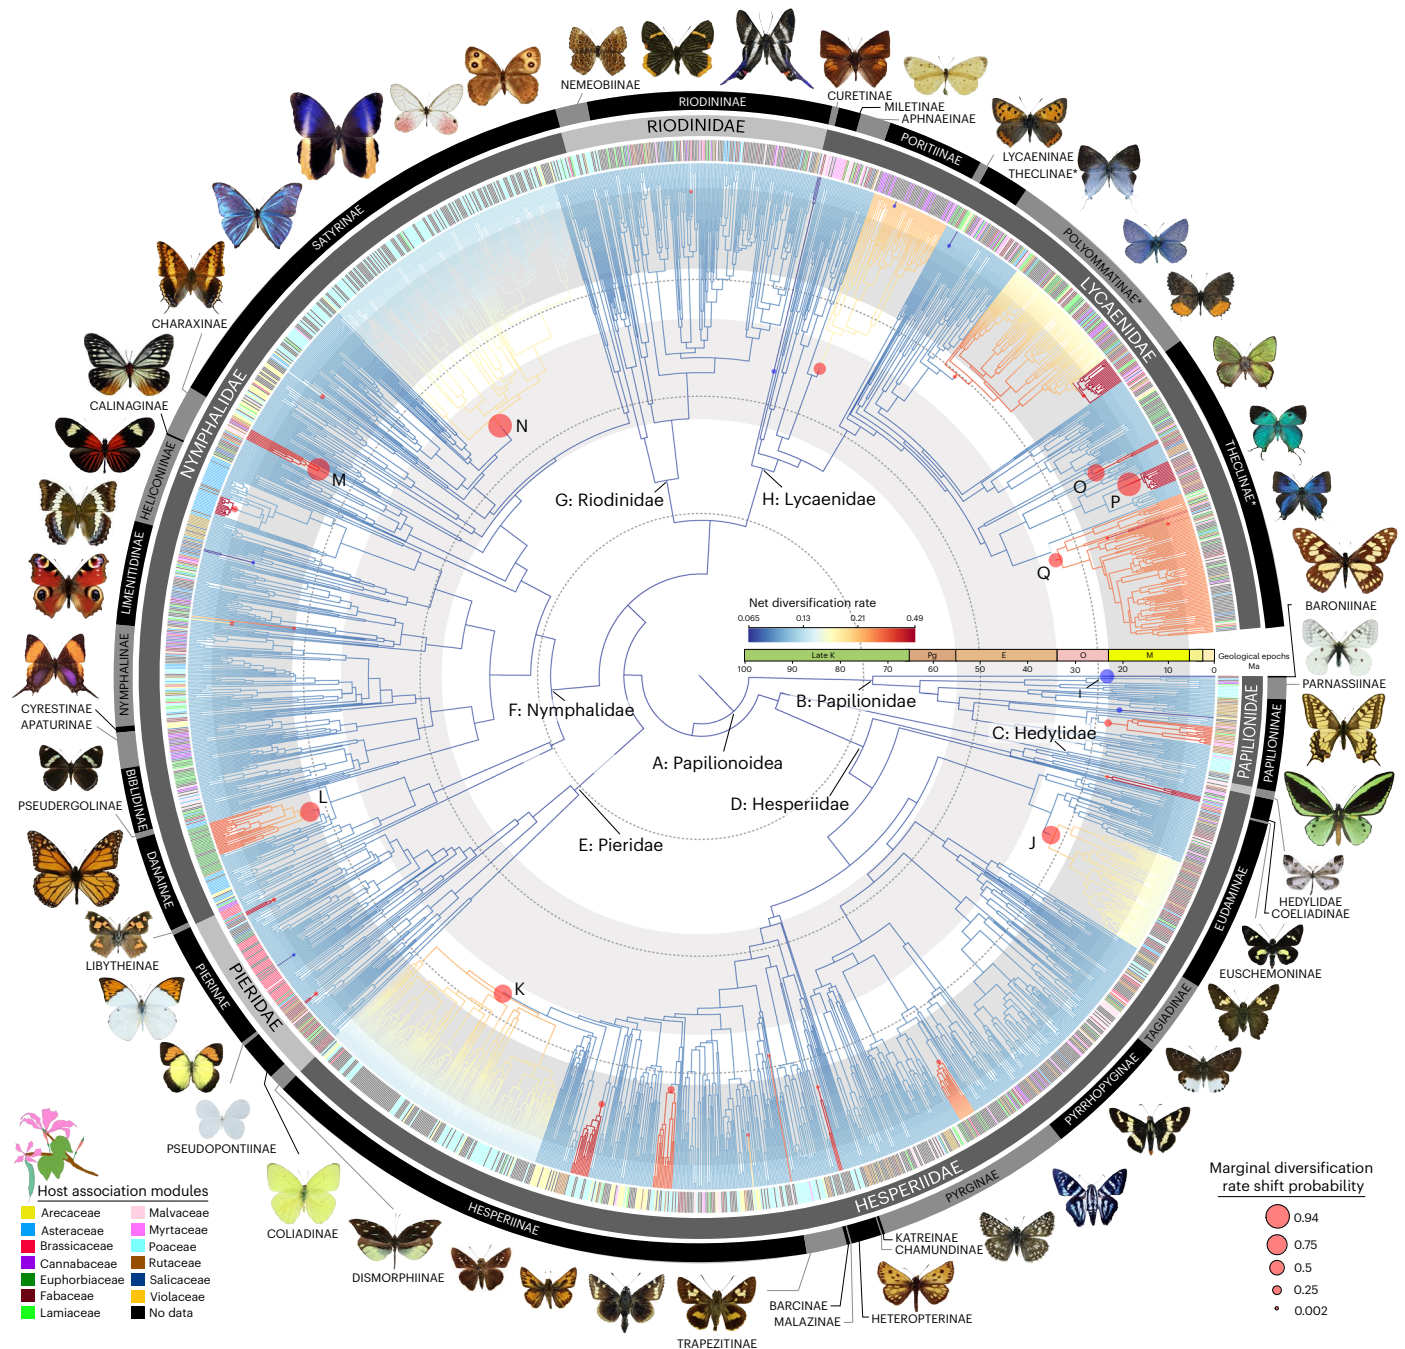 NEMEOBIINAE
RIODININAE
RIODINIDAE
CURETINAE
MILETINAE
APHNAEINAE
PORITIINAE
LYCAENINAE
THECLINAE*
POLYOMMATINAE*
LYCAENIDAE
THECLINAE*
SATYRINAE
CHARAXINAE
CALINAGINAE
NYMPHALIDAE
HELICONIINAE
LIMENITIDINAE
NYMPHALINAE
CYRESTINAE
APATURINAE
PSEUDERGOLINAE
BIBLIDINAE
DANAINAE
LIBYTHEINAE
PIERINAE
PIERIDAE
PSEUDOPONTIINAE
COLIADINAE
DISMORPHIINAE
HESPERIINAE
TRAPEZITINAE
BARCINAE
MALAZINAE
HETEROPTERINAE
KATREINAE
CHAMUNDINAE
HESPERIIDAE
PYRGINAE
PYRRHOPYGINAE
TAGIADINAE
EUDAMINAE
EUSCHEMONINAE
HEDYLIDAE
COELIADINAE
PAPILIONIDAE
PAPILIONINAE
PARNASSIINAE
BARONIINAE
N
M
G: Riodinidae
H: Lycaenidae
O
P
Q
Net diversification rate
0.065 0.13 0.21 0.49
Late K Pg E O M Geological epochs
100 90 80 70 60 50 40 30 20 10 0 Ma
I
B: Papilionidae
F: Nymphalidae
C: Hedylidae
A: Papilionoidea
D: Hesperiidae
L
E: Pieridae
J
K
Host association modules
Arecaceae
Asteraceae
Brassicaceae
Cannabaceae
Euphorbiaceae
Fabaceae
Lamiaceae
Malvaceae
Myrtaceae
Poaceae
Rutaceae
Salicaceae
Violaceae
No data
Marginal diversification
rate shift probability
0.94
0.75
0.5
0.25
0.002